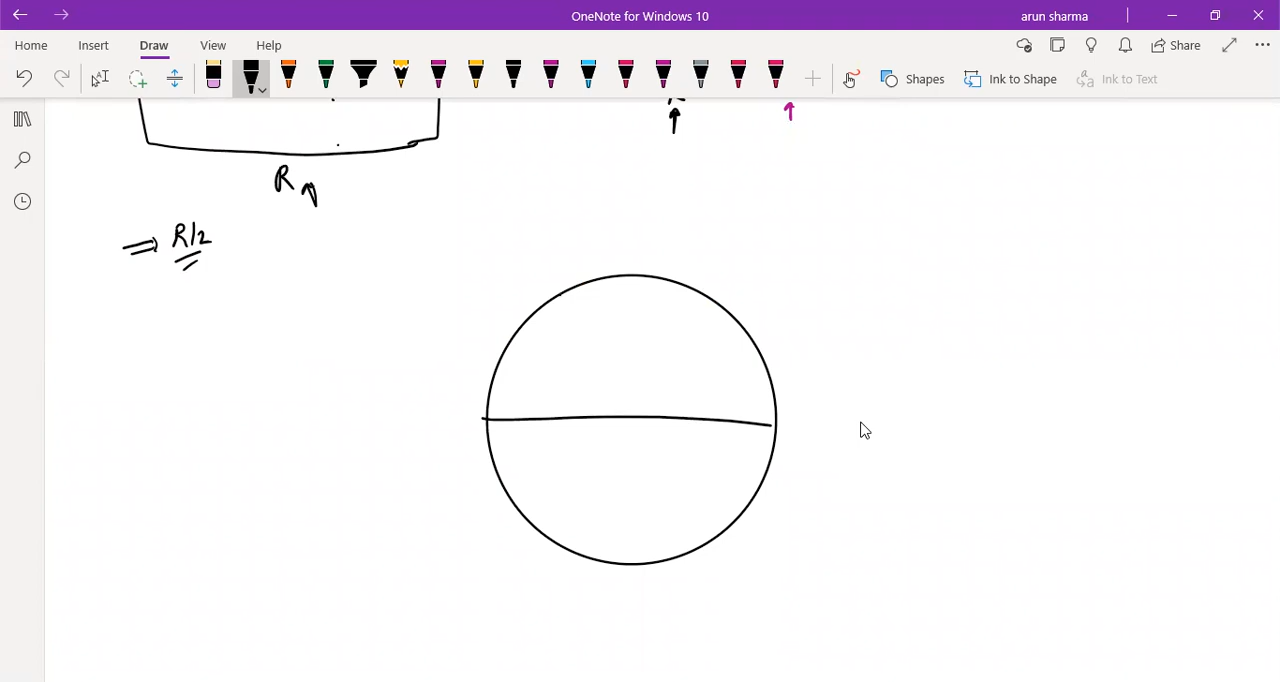 OneNote for Windows 10
arun sharma
Home Insert Draw View Help
Share
Shapes Ink to Shape Ink to Text
R
⇒ R/2